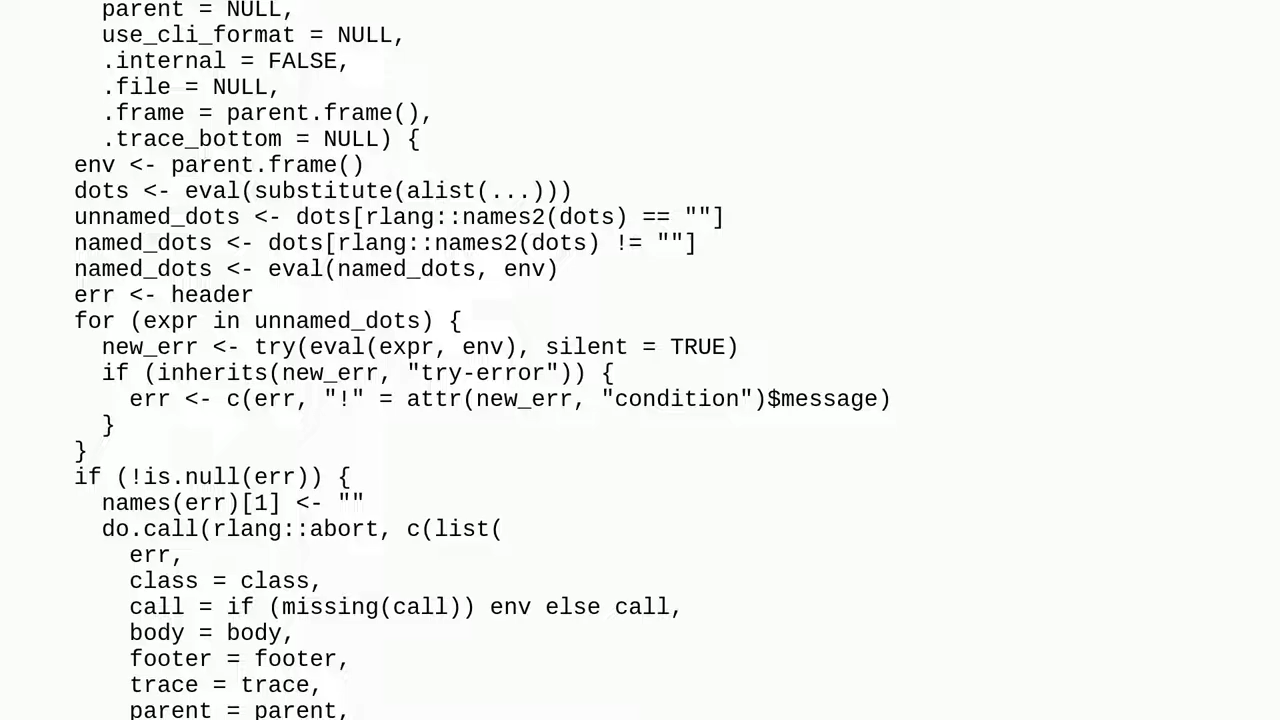 parent = NULL,
use_cli_format = NULL,
.internal = FALSE,
.file = NULL,
.frame = parent.frame(),
.trace_bottom = NULL) {
env <- parent.frame()
dots <- eval(substitute(alist(...)))
unnamed_dots <- dots[rlang::names2(dots) == ""]
named_dots <- dots[rlang::names2(dots) != ""]
named_dots <- eval(named_dots, env)
err <- header
for (expr in unnamed_dots) {
new_err <- try(eval(expr, env), silent = TRUE)
if (inherits(new_err, "try-error")) {
err <- c(err, "!" = attr(new_err, "condition")$message)
}
}
if (!is.null(err)) {
names(err)[1] <- ""
do.call(rlang::abort, c(list(
err,
class = class,
call = if (missing(call)) env else call,
body = body,
footer = footer,
trace = trace,
parent = parent,